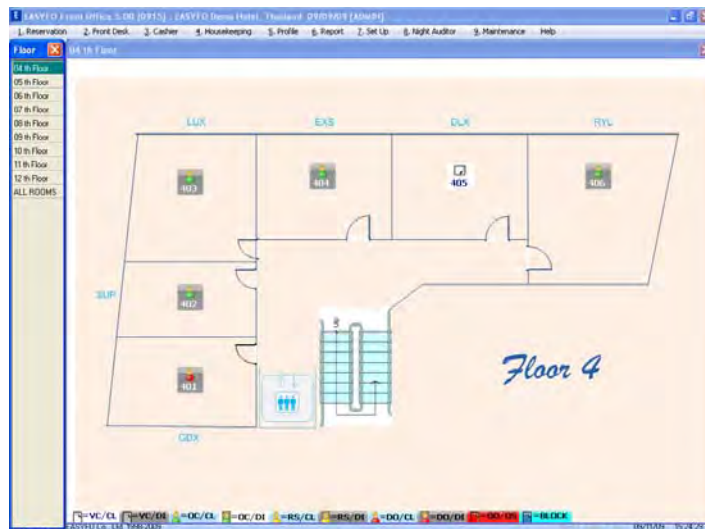 EASYFO Front Office 5.00 [0915] : EASYFO Demo Hotel, Thailand 09/09/09 [ADMIN]
1. Reservation 2. Front Desk 3. Cashier 4. Housekeeping 5. Profile 6. Report 7. Set Up 8. Night Auditor 9. Maintenance Help
Floor 04 th Floor
04 th Floor
05 th Floor
06 th Floor
07 th Floor
08 th Floor
09 th Floor
10 th Floor
11 th Floor
12 th Floor
ALL ROOMS
LUX EXS DLX RYL
403 404 405 406
SUP
402
401
Floor 4
GDX
=VC/CL =VC/DI =OC/CL =OC/DI =RS/CL =RS/DI =DO/CL =DO/DI =OO/OS =BLOCK